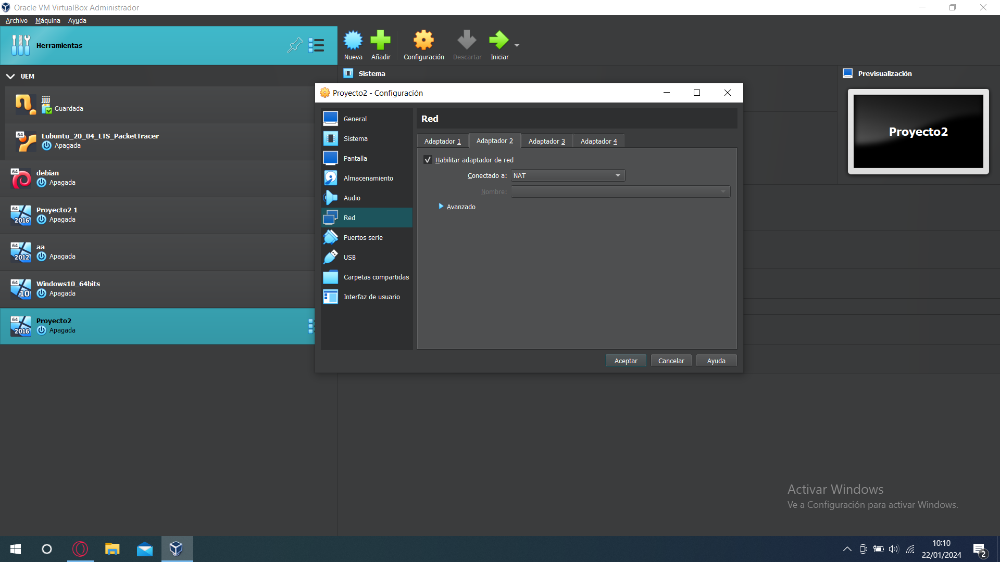 Oracle VM VirtualBox Administrador
Archivo Máquina Ayuda
Herramientas
Nueva Añadir Configuración Descartar Iniciar
UEM
jjjj
Guardada
64
Lubuntu_20_04_LTS_PacketTracer
Apagada
64
debian
Apagada
64
2016
Proyecto2 1
Apagada
64
2012
aa
Apagada
64
10
Windows10_64bits
Apagada
64
2016
Proyecto2
Apagada
Sistema
Previsualización
Proyecto2
Proyecto2 - Configuración
General
Sistema
Pantalla
Almacenamiento
Audio
Red
Puertos serie
USB
Carpetas compartidas
Interfaz de usuario
Red
Adaptador 1 Adaptador 2 Adaptador 3 Adaptador 4
Habilitar adaptador de red
Conectado a: NAT
Nombre:
Avanzado
Aceptar Cancelar Ayuda
Activar Windows
Ve a Configuración para activar Windows.
10:10
22/01/2024
2